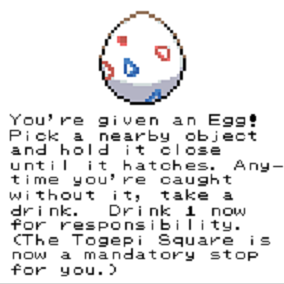 You're given an Egg!
Pick a nearby object
and hold it close
until it hatches. Any-
time you're caught
without it, take a
drink. Drink 1 now
for responsibility.
(The Togepi Square is
now a mandatory stop
for you.)